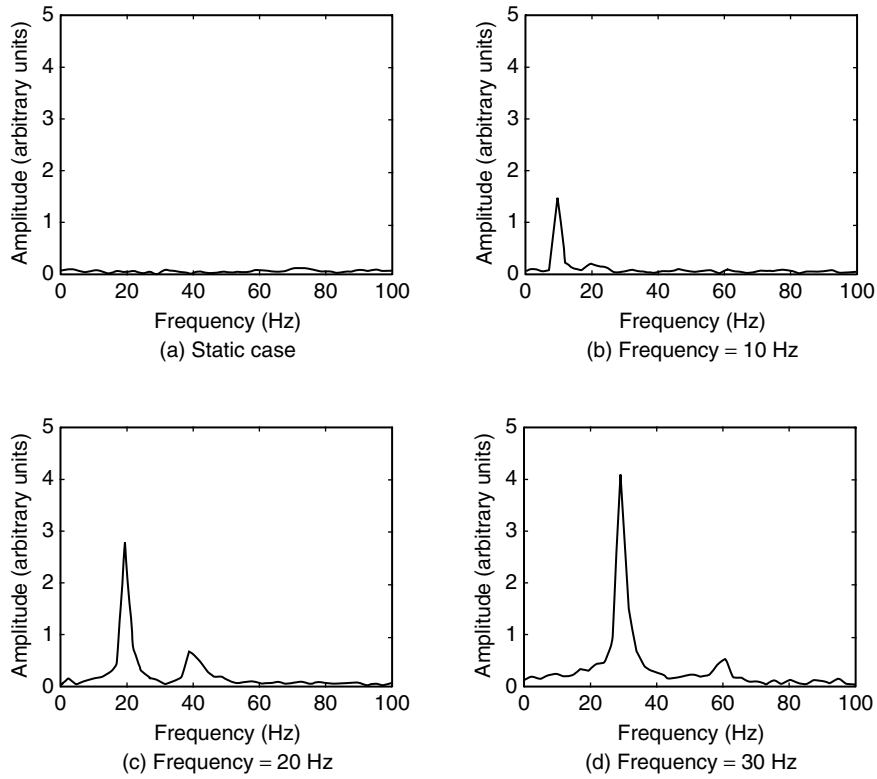 Amplitude (arbitrary units)
5
4
3
2
1
0
0 20 40 60 80 100
Frequency (Hz)
(a) Static case
Amplitude (arbitrary units)
5
4
3
2
1
0
0 20 40 60 80 100
Frequency (Hz)
(b) Frequency = 10 Hz
Amplitude (arbitrary units)
5
4
3
2
1
0
0 20 40 60 80 100
Frequency (Hz)
(c) Frequency = 20 Hz
Amplitude (arbitrary units)
5
4
3
2
1
0
0 20 40 60 80 100
Frequency (Hz)
(d) Frequency = 30 Hz